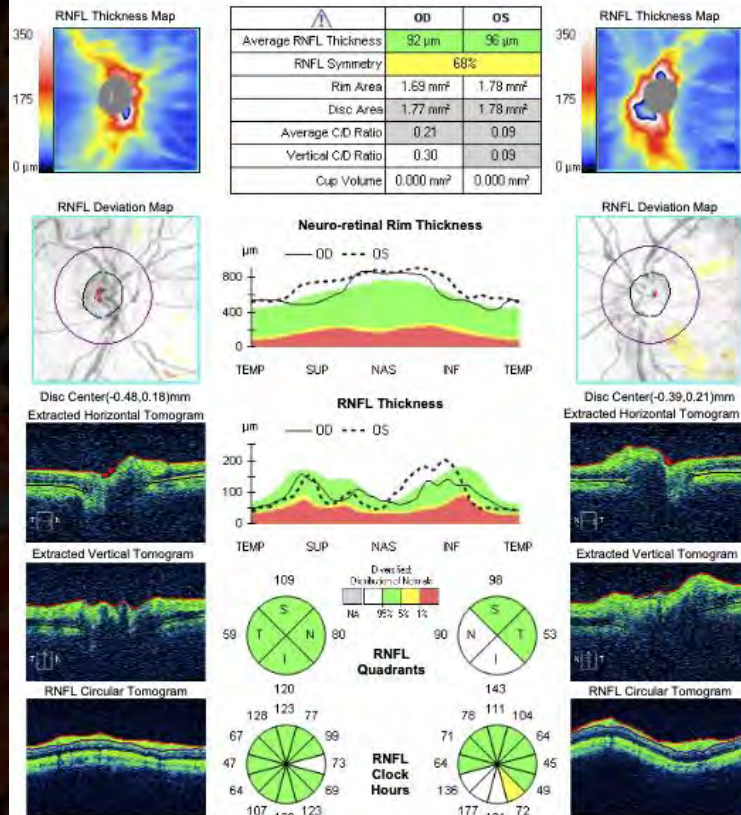 RNFL Thickness Map
350
175
0 µm
OD OS
Average RNFL Thickness 92 µm 96 µm
RNFL Symmetry 68%
Rim Area 1.69 mm² 1.78 mm²
Disc Area 1.77 mm² 1.78 mm²
Average C/D Ratio 0.21 0.09
Vertical C/D Ratio 0.30 0.09
Cup Volume 0.000 mm³ 0.000 mm³
RNFL Thickness Map
350
175
0 µm
RNFL Deviation Map
Disc Center(-0.48,0.18)mm
Neuro-retinal Rim Thickness
µm OD OS
800
400
0
TEMP SUP NAS INF TEMP
RNFL Deviation Map
Disc Center(-0.39,0.21)mm
Extracted Horizontal Tomogram
T N
RNFL Thickness
µm OD OS
200
100
0
TEMP SUP NAS INF TEMP
Extracted Horizontal Tomogram
Extracted Vertical Tomogram
Diversified:
Distribution of Normals
NA 95% 5% 1%
109
59 S T N I 80
120
RNFL
Quadrants
98
90 S N T I 53
143
Extracted Vertical Tomogram
RNFL Circular Tomogram
123
128 77
67 99
47 73
64 69
107 123
RNFL
Clock
Hours
111
78 104
71 64
64 45
136 49
177 72
RNFL Circular Tomogram